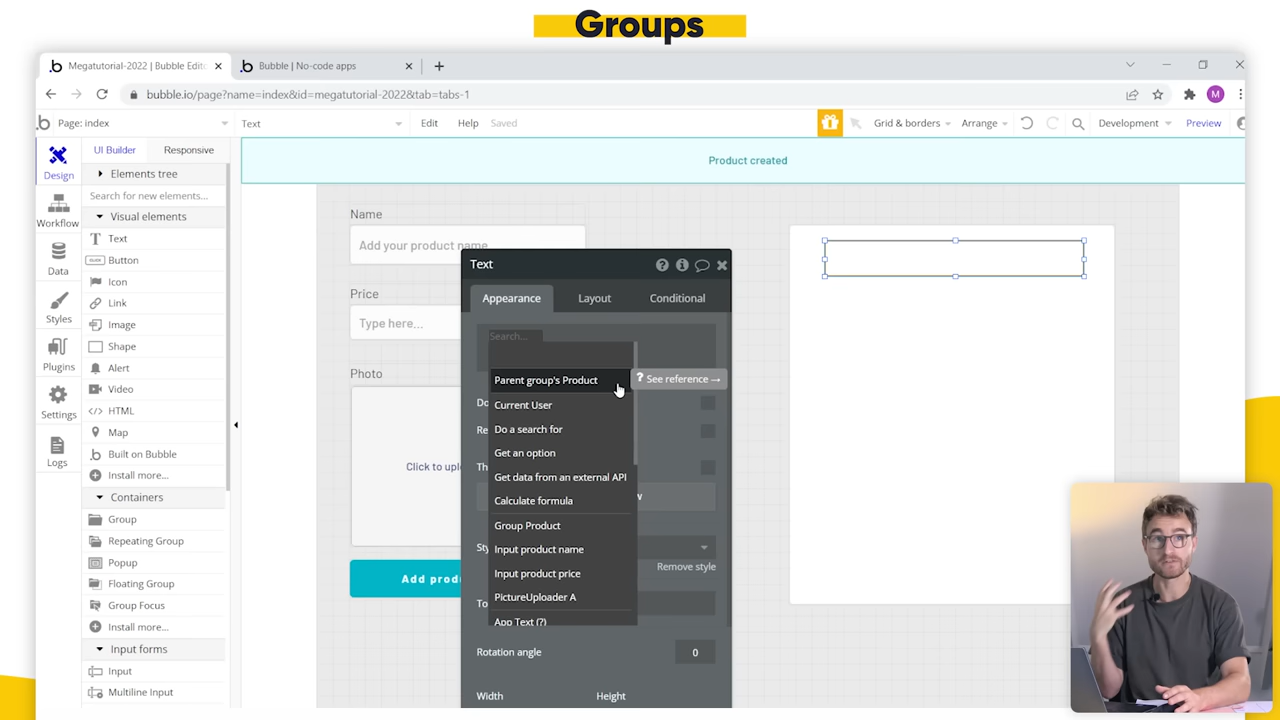 Groups
Megatutorial-2022 | Bubble Edito
Bubble | No-code apps
bubble.io/page?name=index&id=megatutorial-2022&tab=tabs-1
M
Page: index
Text
Edit
Help
Saved
Grid & borders
Arrange
Development
Preview
Design
Workflow
Data
Styles
Plugins
Settings
Logs
UI Builder
Responsive
Elements tree
Search for new elements...
Visual elements
Text
Button
Icon
Link
Image
Shape
Alert
Video
HTML
Map
Built on Bubble
Install more...
Containers
Group
Repeating Group
Popup
Floating Group
Group Focus
Install more...
Input forms
Input
Multiline Input
Product created
Name
Add your product name
Price
Type here...
Photo
Click to uplo
Add produ
Text
Appearance
Layout
Conditional
Search...
Parent group's Product
? See reference →
Current User
Do a search for
Get an option
Get data from an external API
Calculate formula
Group Product
Input product name
Input product price
PictureUploader A
App Text (?)
Do
Re
Th
w
Sty
Remove style
To
Rotation angle
0
Width
Height